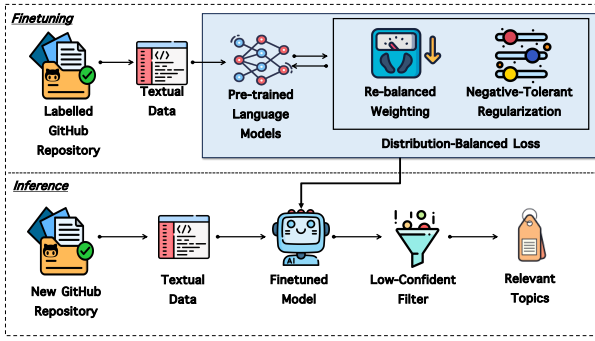 Finetuning
Labelled
GitHub
Repository
Textual
Data
Pre-trained
Language
Models
Re-balanced
Weighting
Negative-Tolerant
Regularization
Distribution-Balanced Loss
Inference
New GitHub
Repository
Textual
Data
AI
Finetuned
Model
Low-Confident
Filter
Relevant
Topics